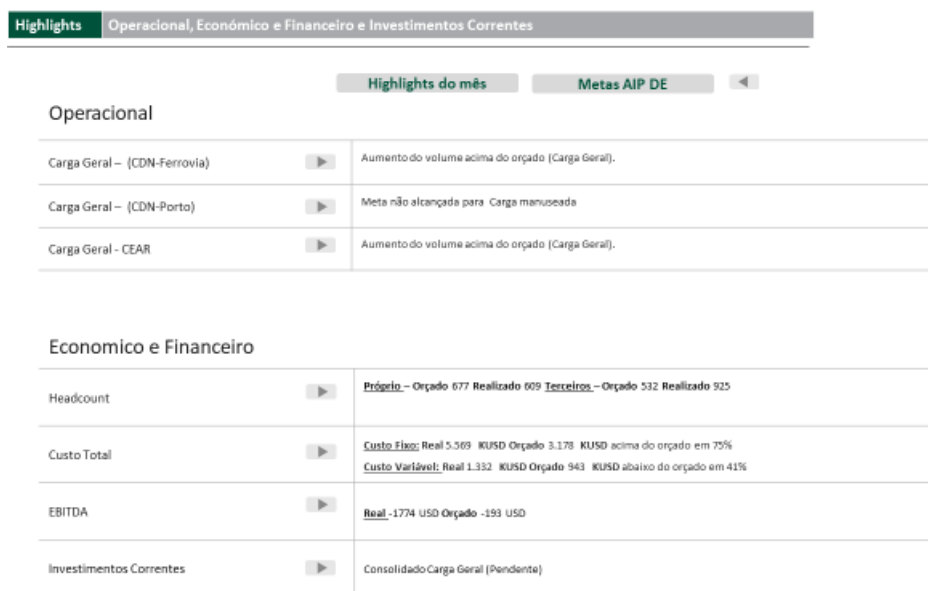 Highlights Operacional, Económico e Financeiro e Investimentos Correntes
Highlights do mês Metas AIP DE
Operacional
Carga Geral – (CDN-Ferrovia) Aumento do volume acima do orçado (Carga Geral).
Carga Geral – (CDN-Porto) Meta não alcançada para Carga manuseada
Carga Geral - CEAR Aumento do volume acima do orçado (Carga Geral).
Economico e Financeiro
Headcount Próprio – Orçado 677 Realizado 609 Terceiros – Orçado 532 Realizado 925
Custo Total
Custo Fixo: Real 5.569 KUSD Orçado 3.178 KUSD acima do orçado em 75%
Custo Variável: Real 1.332 KUSD Orçado 943 KUSD abaixo do orçado em 41%
EBITDA Real -1774 USD Orçado -193 USD
Investimentos Correntes Consolidado Carga Geral (Pendente)